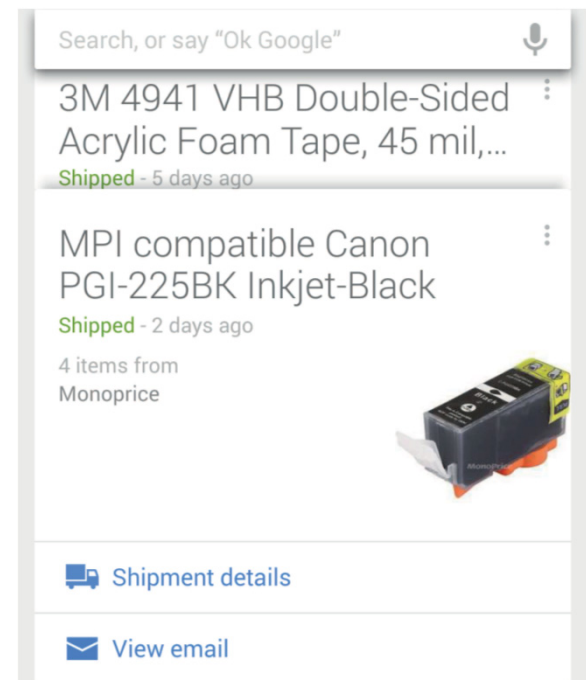 Search, or say “Ok Google”
3M 4941 VHB Double-Sided
Acrylic Foam Tape, 45 mil,...
Shipped - 5 days ago
MPI compatible Canon
PGI-225BK Inkjet-Black
Shipped - 2 days ago
4 items from
Monoprice
Black
MonoPrice
Shipment details
View email